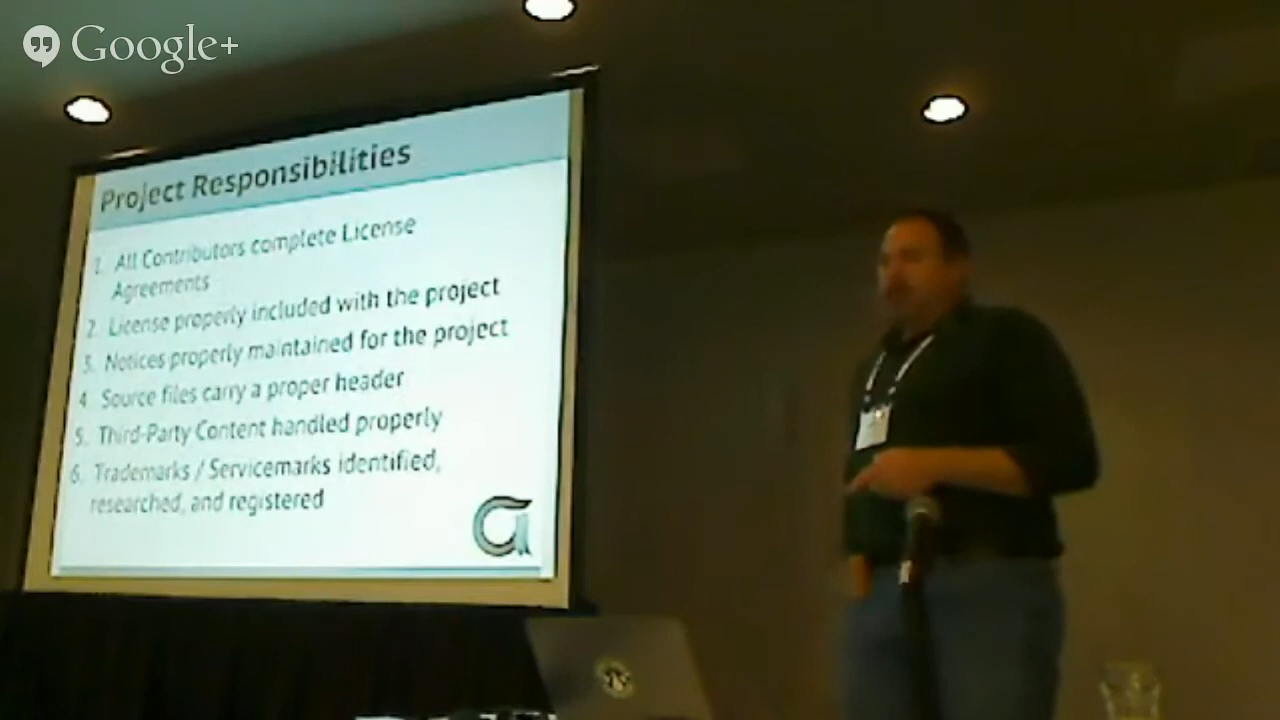 Google+
Project Responsibilities
1. All Contributors complete License
Agreements
2. License properly included with the project
3. Notices properly maintained for the project
4. Source files carry a proper header
5. Third-Party Content handled properly
6. Trademarks / Servicemarks identified,
researched, and registered